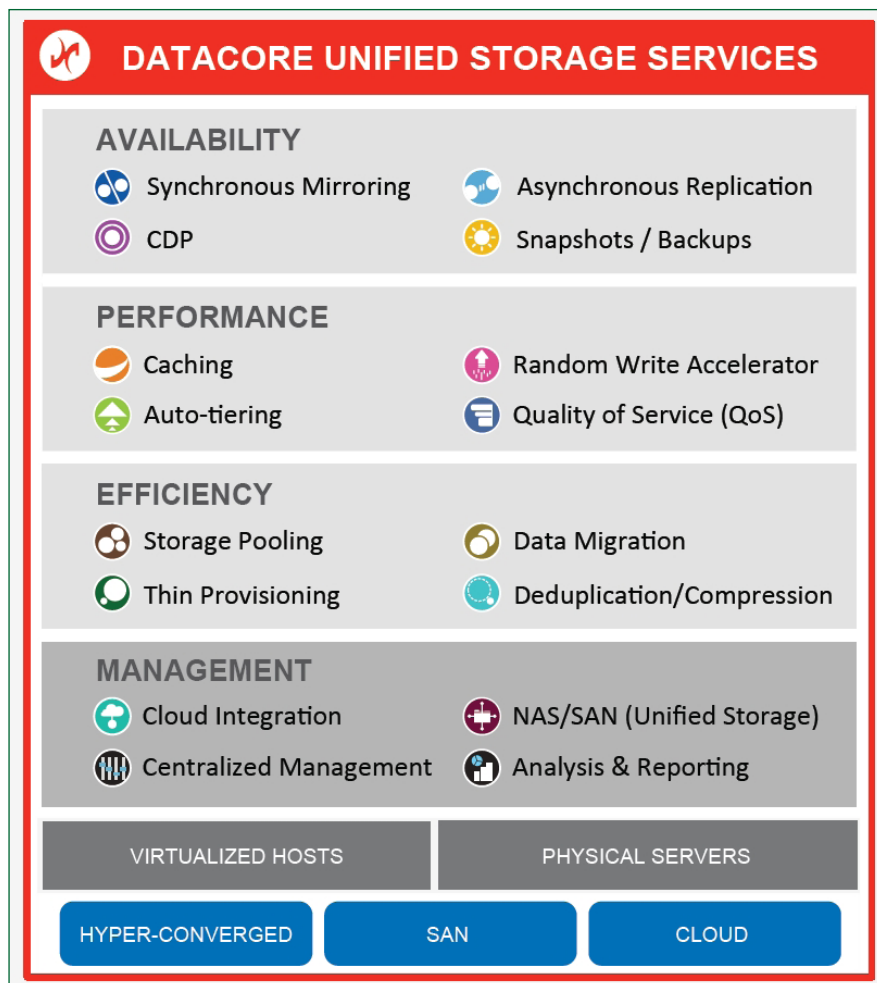 DATACORE UNIFIED STORAGE SERVICES
AVAILABILITY
Synchronous Mirroring
Asynchronous Replication
CDP
Snapshots / Backups
PERFORMANCE
Caching
Random Write Accelerator
Auto-tiering
Quality of Service (QoS)
EFFICIENCY
Storage Pooling
Data Migration
Thin Provisioning
Deduplication/Compression
MANAGEMENT
Cloud Integration
NAS/SAN (Unified Storage)
Centralized Management
Analysis & Reporting
VIRTUALIZED HOSTS
PHYSICAL SERVERS
HYPER-CONVERGED
SAN
CLOUD